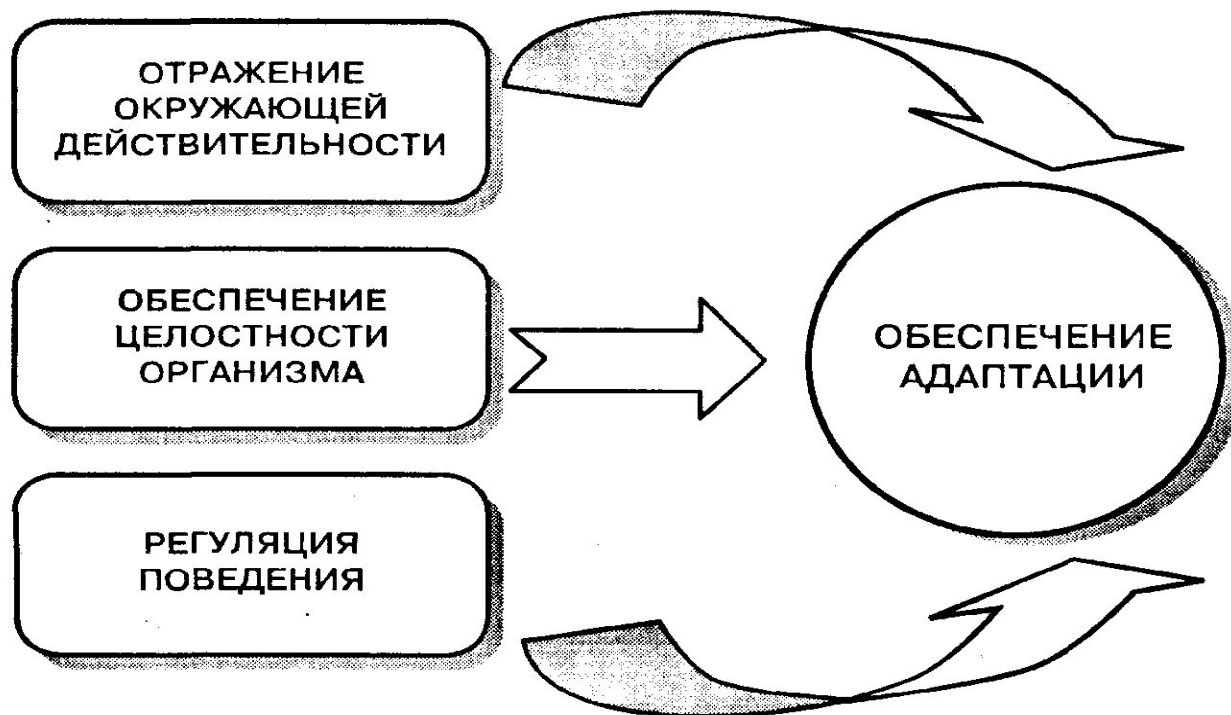 ОТРАЖЕНИЕ
ОКРУЖАЮЩЕЙ
ДЕЙСТВИТЕЛЬНОСТИ
ОБЕСПЕЧЕНИЕ
ЦЕЛОСТНОСТИ
ОРГАНИЗМА
РЕГУЛЯЦИЯ
ПОВЕДЕНИЯ
ОБЕСПЕЧЕНИЕ
АДАПТАЦИИ